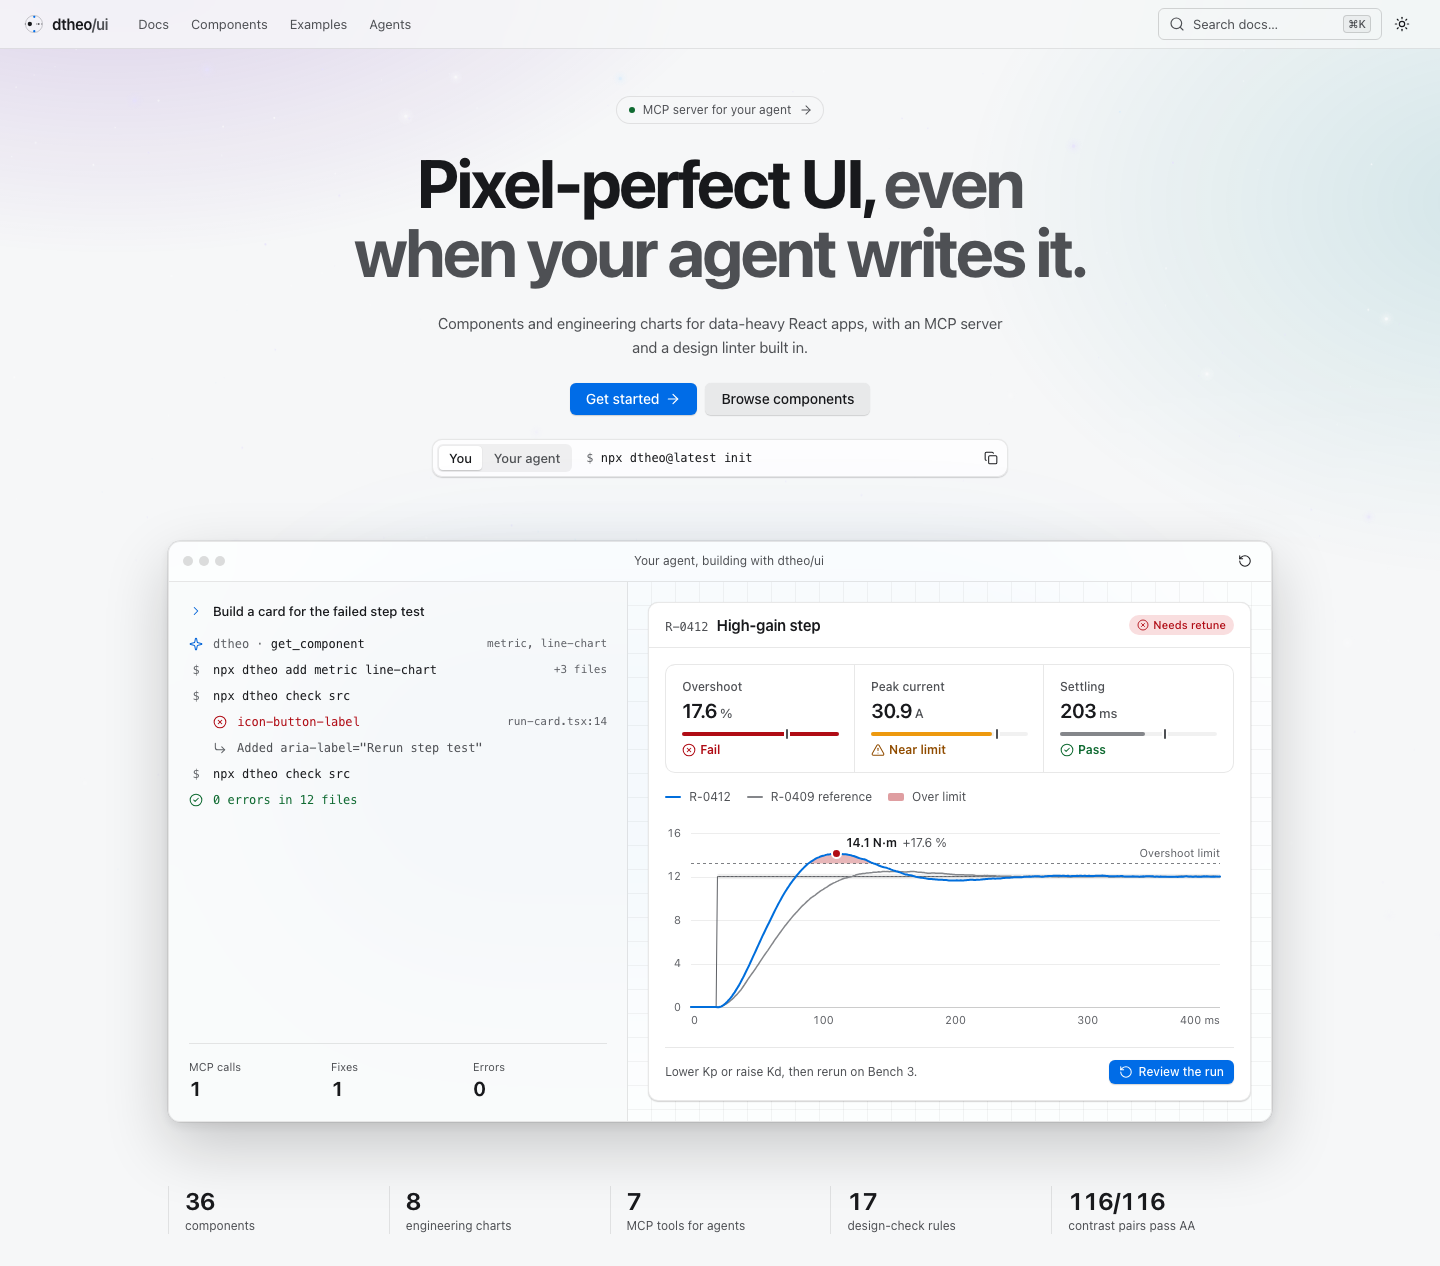 dtheo/ui Docs Components Examples Agents Search docs... ⌘K
MCP server for your agent →
Pixel-perfect UI, even
when your agent writes it.
Components and engineering charts for data-heavy React apps, with an MCP server
and a design linter built in.
Get started → Browse components
You Your agent $ npx dtheo@latest init
Your agent, building with dtheo/ui
Build a card for the failed step test
dtheo · get_component metric, line-chart
$ npx dtheo add metric line-chart +3 files
$ npx dtheo check src
icon-button-label run-card.tsx:14
Added aria-label="Rerun step test"
$ npx dtheo check src
0 errors in 12 files
MCP calls Fixes Errors
1 1 0
R-0412 High-gain step Needs retune
Overshoot Peak current Settling
17.6 % 30.9 A 203 ms
Fail Near limit Pass
R-0412 R-0409 reference Over limit
16
14.1 N·m +17.6 %
Overshoot limit
12
8
4
0
0 100 200 300 400 ms
Lower Kp or raise Kd, then rerun on Bench 3. Review the run
36 8 7 17 116/116
components engineering charts MCP tools for agents design-check rules contrast pairs pass AA